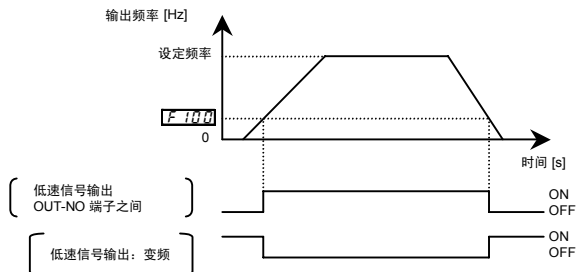 输出频率 [Hz]
设定频率
F 100
0
时间 [s]
低速信号输出
OUT-NO 端子之间
ON
OFF
低速信号输出：变频
ON
OFF